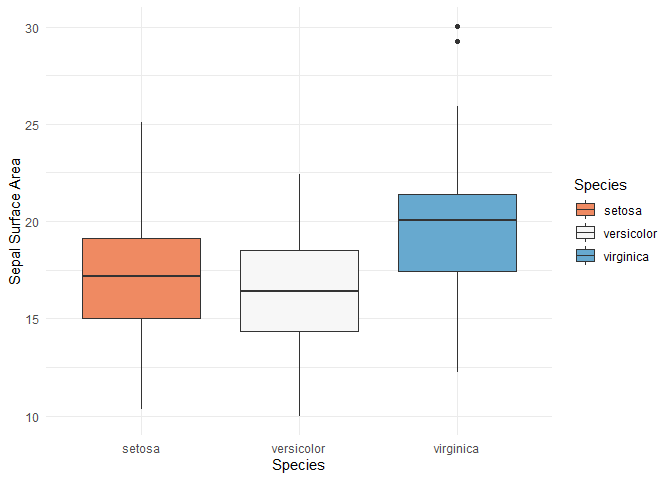 30
25
20
15
10
Sepal Surface Area
setosa
versicolor
virginica
Species
Species
setosa
versicolor
virginica